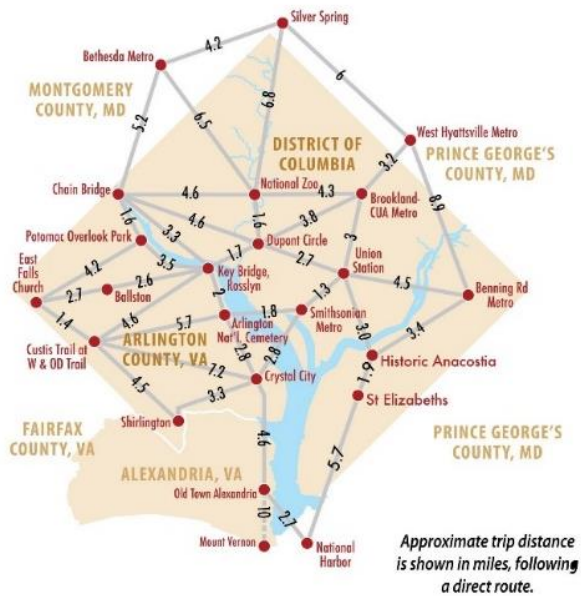 Silver Spring
4.2
Bethesda Metro
6
MONTGOMERY
COUNTY, MD
6.8
5.2
6.5
West Hyattsville Metro
DISTRICT OF
COLUMBIA
3.2
PRINCE GEORGE'S
COUNTY, MD
8.9
Chain Bridge
4.6
National Zoo
4.3
Brookland-
CUA Metro
1.6
4.6
1.6
3.8
3
Potomac Overlook Park
3.3
Dupont Circle
1.7
2.7
Union
Station
East
Falls
Church
4.2
3.5
Key Bridge,
Rosslyn
4.5
Benning Rd
Metro
2.7
2.6
Ballston
2
1.3
1.4
4.6
5.7
1.8
Smithsonian
Metro
3.0
3.4
Arlington
Nat'l. Cemetery
Custis Trail at
W & OD Trail
ARLINGTON
COUNTY, VA
2.8
2.8
Historic Anacostia
7.2
Crystal City
1.9
4.5
3.3
St Elizabeths
Shirlington
FAIRFAX
COUNTY, VA
4.6
5.7
PRINCE GEORGE'S
COUNTY, MD
ALEXANDRIA, VA
Old Town Alexandria
10
2.7
Mount Vernon
National
Harbor
Approximate trip distance
is shown in miles, following
a direct route.